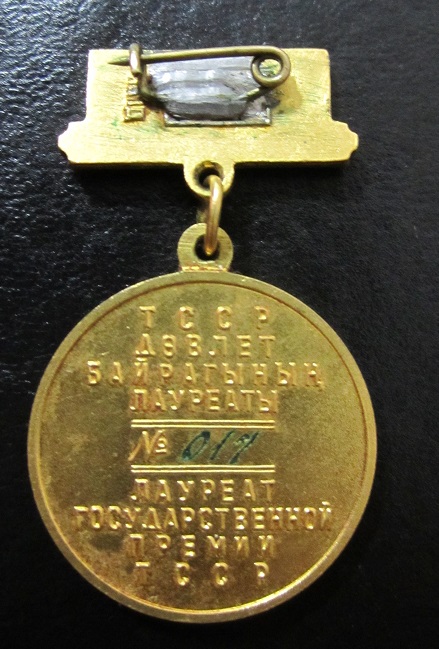 ТССР
ДӨВЛЕТ
БАЙРАГЫНЫҢ
ЛАУРЕАТЫ
№ 017
ЛАУРЕАТ
ГОСУДАРСТВЕННОЙ
ПРЕМИИ
ТССР